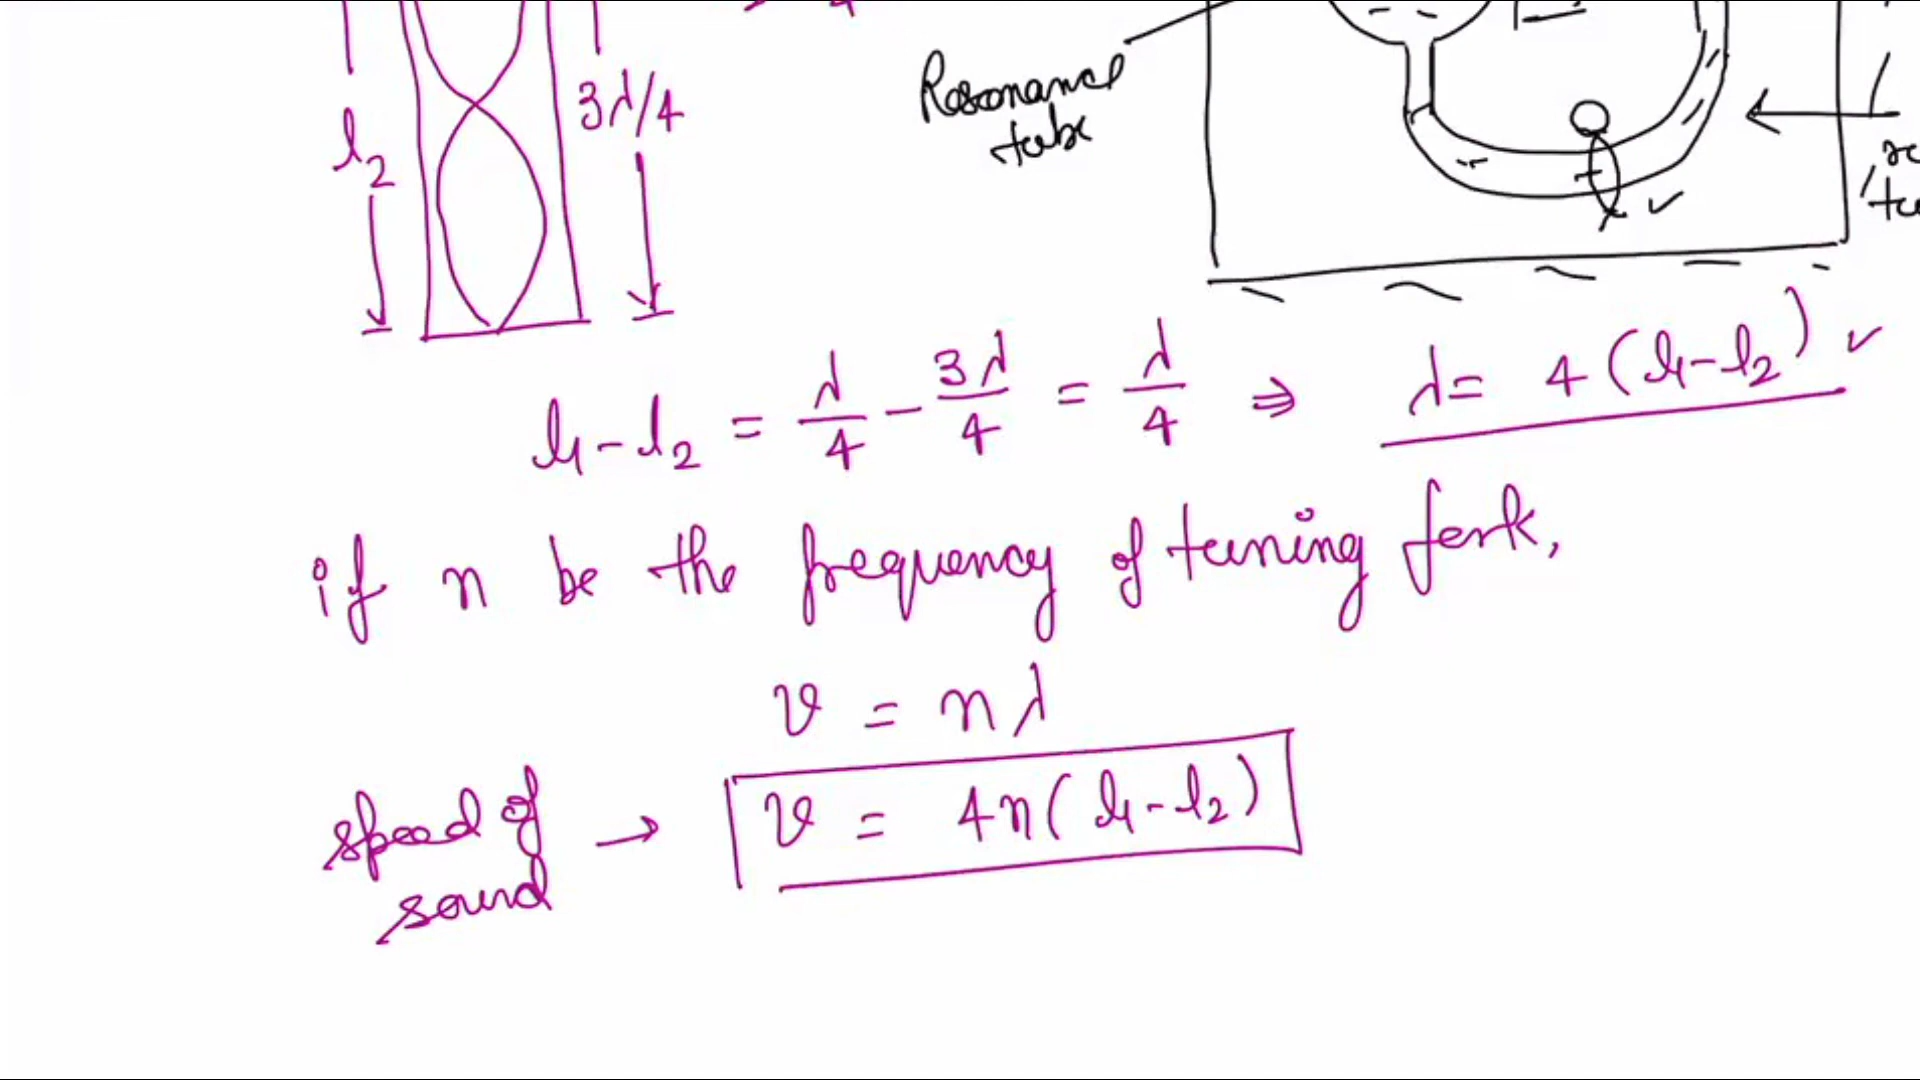 3λ/4
l₂
Resonance
tube
l₁ - l₂ = λ/4 - 3λ/4 = λ/4 ⇒ λ = 4 (l₁ - l₂) ✓
if n be the frequency of tuning fork,
v = nλ
speed of → v = 4n (l₁ - l₂)
sound